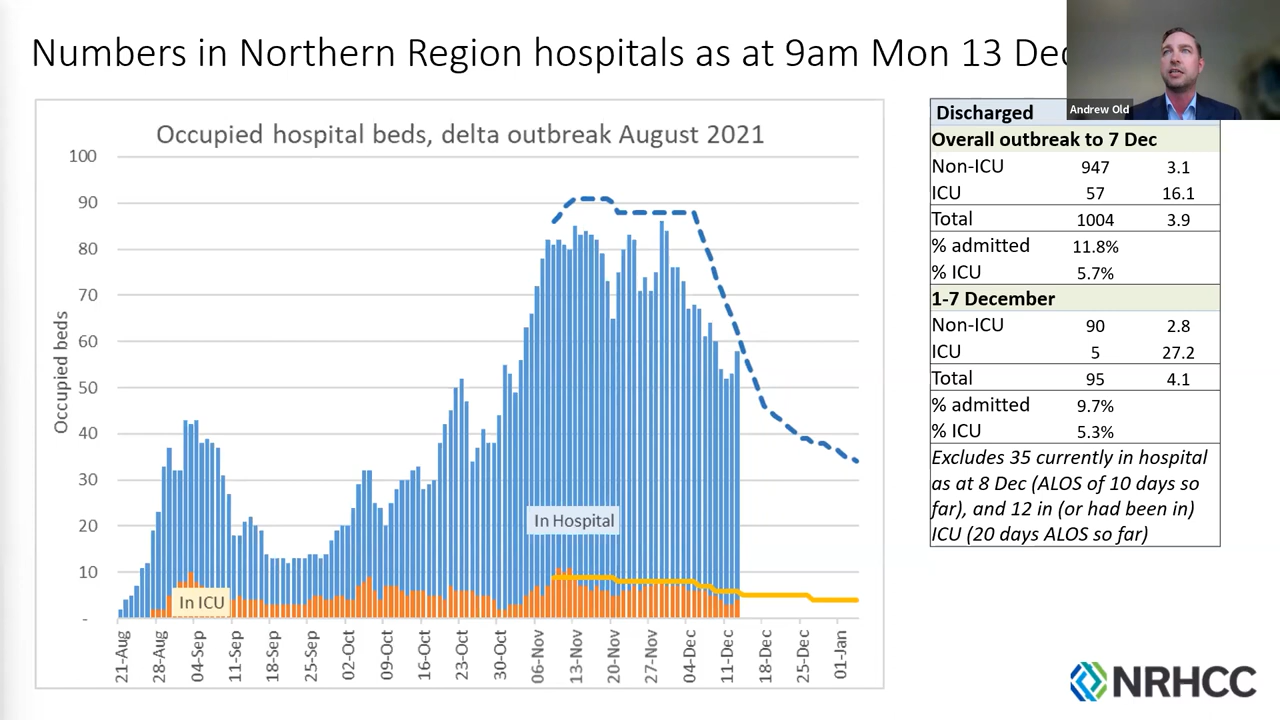 Numbers in Northern Region hospitals as at 9am Mon 13 Dec
Andrew Old
Occupied hospital beds, delta outbreak August 2021
Occupied beds
100
90
80
70
60
50
40
30
20
10
-
In Hospital
In ICU
21-Aug
28-Aug
04-Sep
11-Sep
18-Sep
25-Sep
02-Oct
09-Oct
16-Oct
23-Oct
30-Oct
06-Nov
13-Nov
20-Nov
27-Nov
04-Dec
11-Dec
18-Dec
25-Dec
01-Jan
Discharged
Overall outbreak to 7 Dec
Non-ICU 947 3.1
ICU 57 16.1
Total 1004 3.9
% admitted 11.8%
% ICU 5.7%
1-7 December
Non-ICU 90 2.8
ICU 5 27.2
Total 95 4.1
% admitted 9.7%
% ICU 5.3%
Excludes 35 currently in hospital
as at 8 Dec (ALOS of 10 days so
far), and 12 in (or had been in)
ICU (20 days ALOS so far)
NRHCC